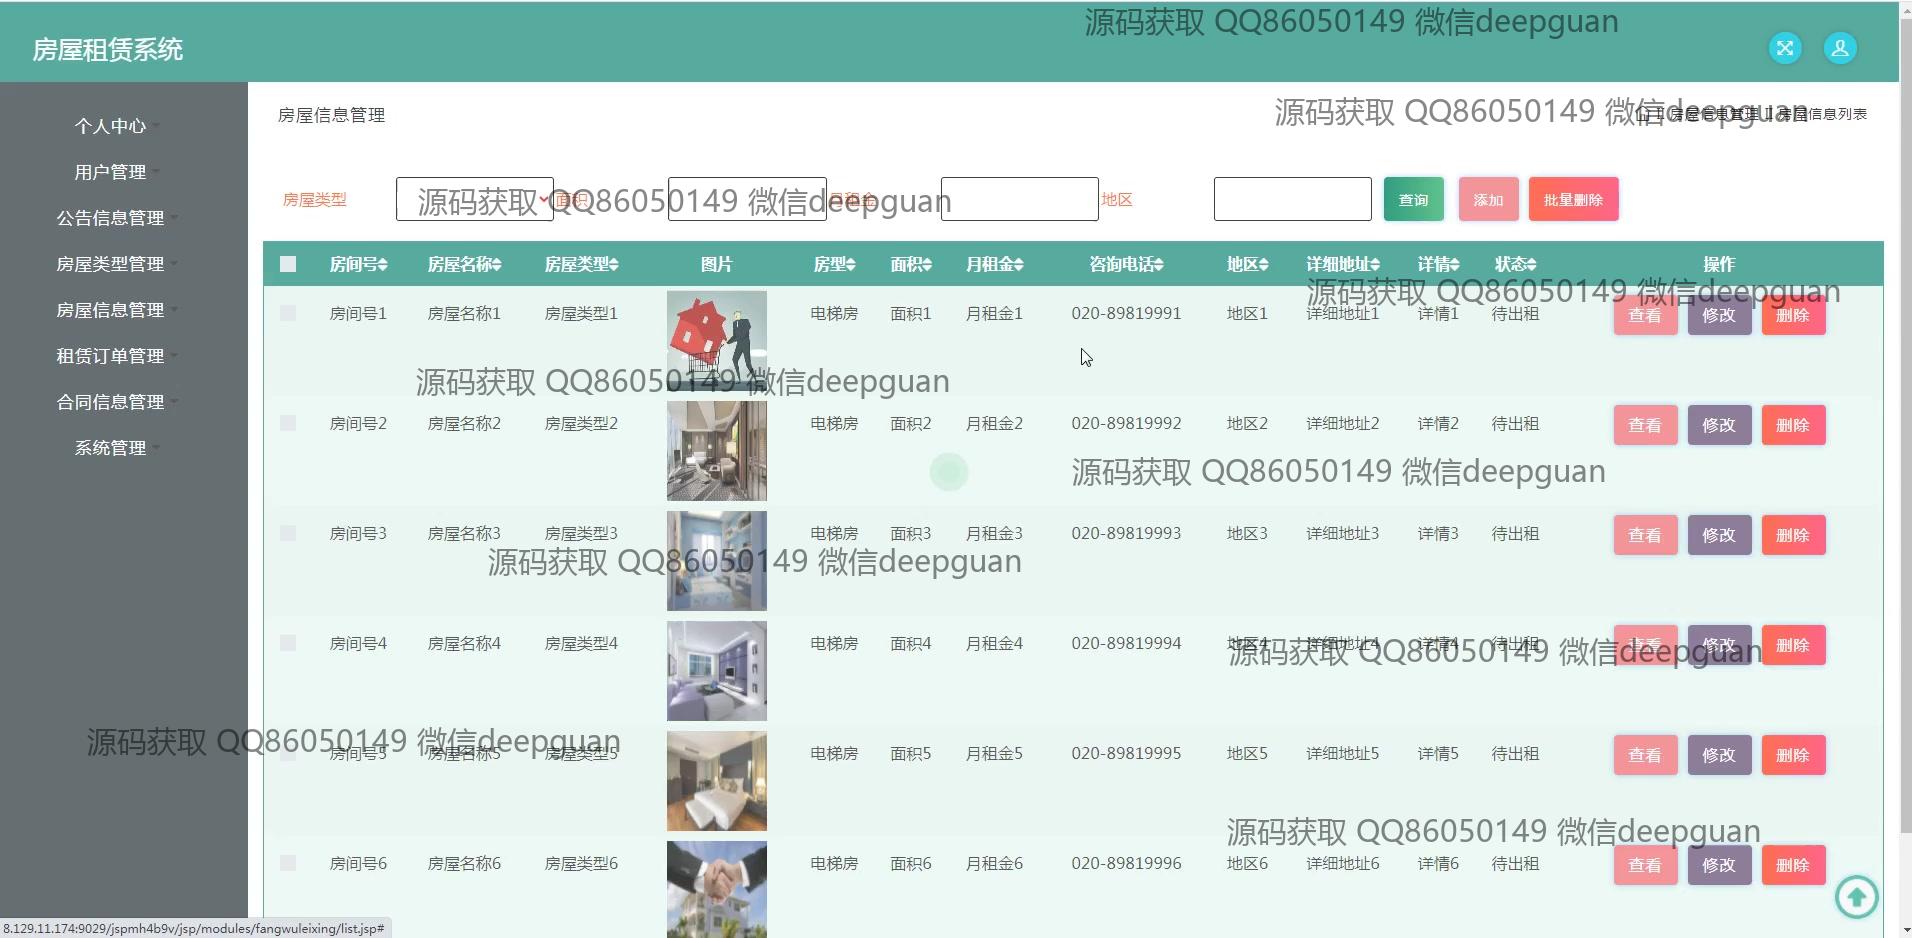 源码获取 QQ86050149 微信deepguan
房屋租赁系统
个人中心
用户管理
公告信息管理
房屋类型管理
房屋信息管理
租赁订单管理
合同信息管理
系统管理
房屋信息管理
源码获取 QQ86050149 微信deepguan
房屋信息管理 房屋信息列表
房屋类型 面积 月租金 地区 查询 添加 批量删除
源码获取 QQ86050149 微信deepguan
房间号 房屋名称 房屋类型 图片 房型 面积 月租金 咨询电话 地区 详细地址 详情 状态 操作
源码获取 QQ86050149 微信deepguan
房间号1 房屋名称1 房屋类型1 电梯房 面积1 月租金1 020-89819991 地区1 详细地址1 详情1 待出租 查看 修改 删除
源码获取 QQ86050149 微信deepguan
房间号2 房屋名称2 房屋类型2 电梯房 面积2 月租金2 020-89819992 地区2 详细地址2 详情2 待出租 查看 修改 删除
源码获取 QQ86050149 微信deepguan
房间号3 房屋名称3 房屋类型3 电梯房 面积3 月租金3 020-89819993 地区3 详细地址3 详情3 待出租 查看 修改 删除
源码获取 QQ86050149 微信deepguan
房间号4 房屋名称4 房屋类型4 电梯房 面积4 月租金4 020-89819994 地区4 详细地址4 详情4 待出租 查看 修改 删除
源码获取 QQ86050149 微信deepguan
源码获取 QQ86050149 微信deepguan
房间号5 房屋名称5 房屋类型5 电梯房 面积5 月租金5 020-89819995 地区5 详细地址5 详情5 待出租 查看 修改 删除
源码获取 QQ86050149 微信deepguan
房间号6 房屋名称6 房屋类型6 电梯房 面积6 月租金6 020-89819996 地区6 详细地址6 详情6 待出租 查看 修改 删除
8.129.11.174:9029/jspmh4b9v/jsp/modules/fangwuleixing/list.jsp#